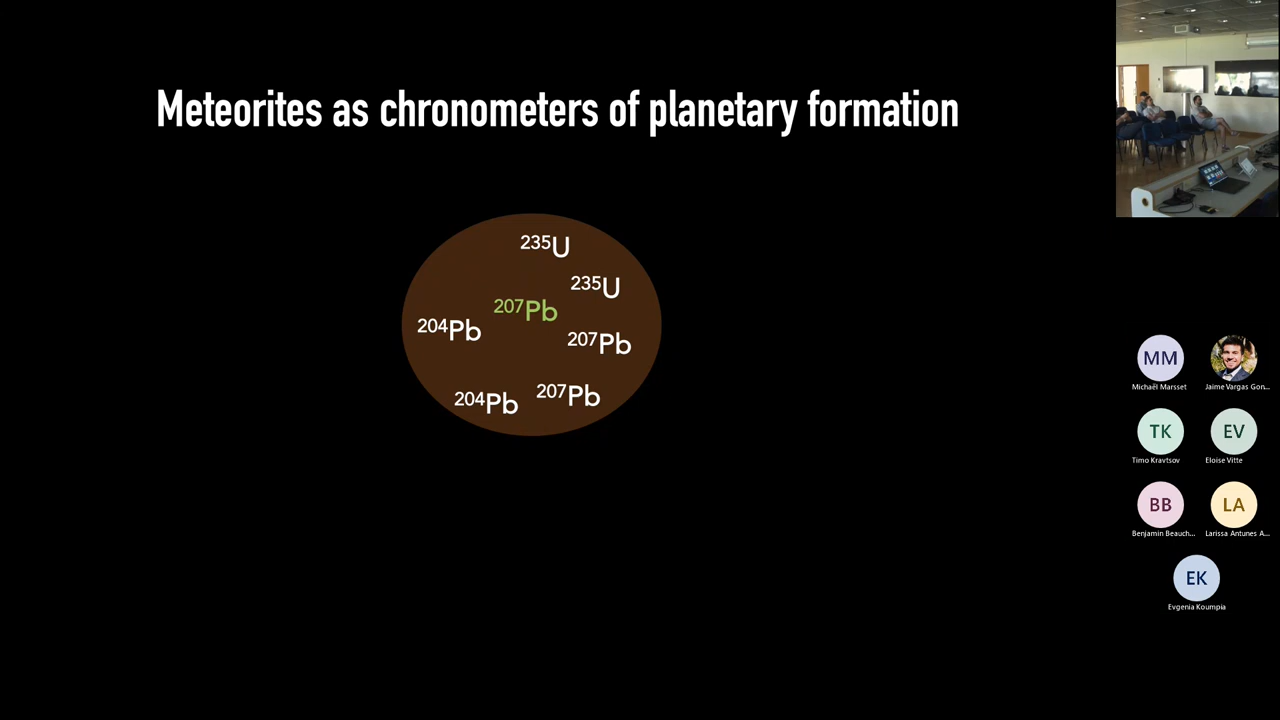 Meteorites as chronometers of planetary formation
²³⁵U
²³⁵U
²⁰⁷Pb
²⁰⁴Pb
²⁰⁷Pb
²⁰⁷Pb
²⁰⁴Pb
MM
Michaël Marsset
Jaime Vargas Gon...
TK
EV
Timo Kravtsov
Eloise Vitte
BB
LA
Benjamin Beauch...
Larissa Antunes A...
EK
Evgenia Koumpia